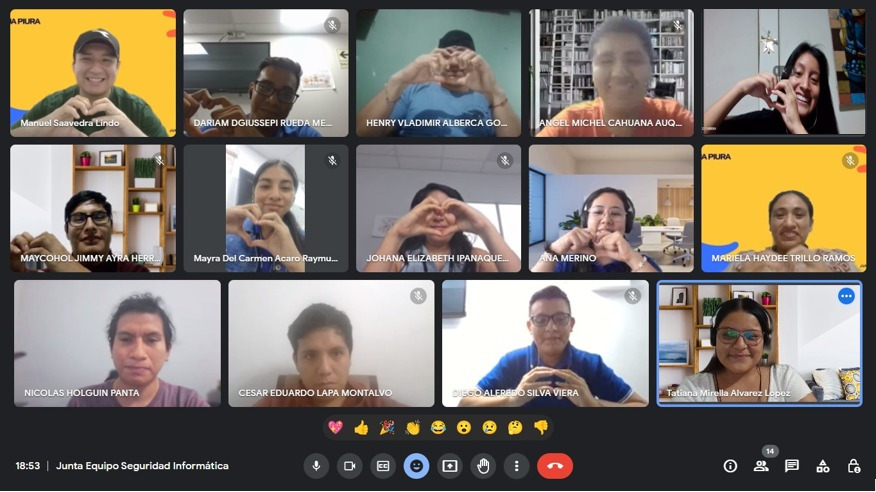 A PIURA
Manuel Saavedra Lindo
DARIAM DGIUSSEPI RUEDA ME...
HENRY VLADIMIR ALBERCA GO...
ANGEL MICHEL CAHUANA AUQ...
MAYCOHOL JIMMY AYRA HERR...
Mayra Del Carmen Acaro Raymu...
JOHANA ELIZABETH IPANAQUE...
ANA MERINO
A PIURA
MARIELA HAYDEE TRILLO RAMOS
NICOLAS HOLGUIN PANTA
CESAR EDUARDO LAPA MONTALVO
DIEGO ALFREDO SILVA VIERA
Tatiana Mirella Alvarez Lopez
18:53 | Junta Equipo Seguridad Informática
14